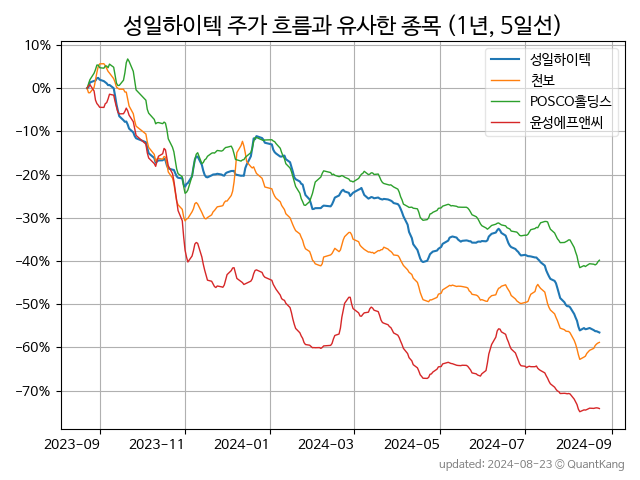 성일하이텍 주가 흐름과 유사한 종목 (1년, 5일선)
성일하이텍
천보
POSCO홀딩스
윤성에프앤씨
10%
0%
−10%
−20%
−30%
−40%
−50%
−60%
−70%
2023-09 2023-11 2024-01 2024-03 2024-05 2024-07 2024-09
updated: 2024-08-23 © QuantKang